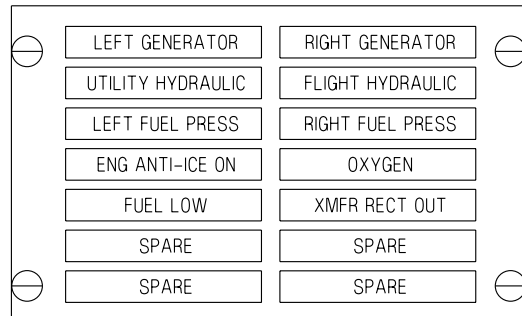 LEFT GENERATOR RIGHT GENERATOR
UTILITY HYDRAULIC FLIGHT HYDRAULIC
LEFT FUEL PRESS RIGHT FUEL PRESS
ENG ANTI-ICE ON OXYGEN
FUEL LOW XMFR RECT OUT
SPARE SPARE
SPARE SPARE